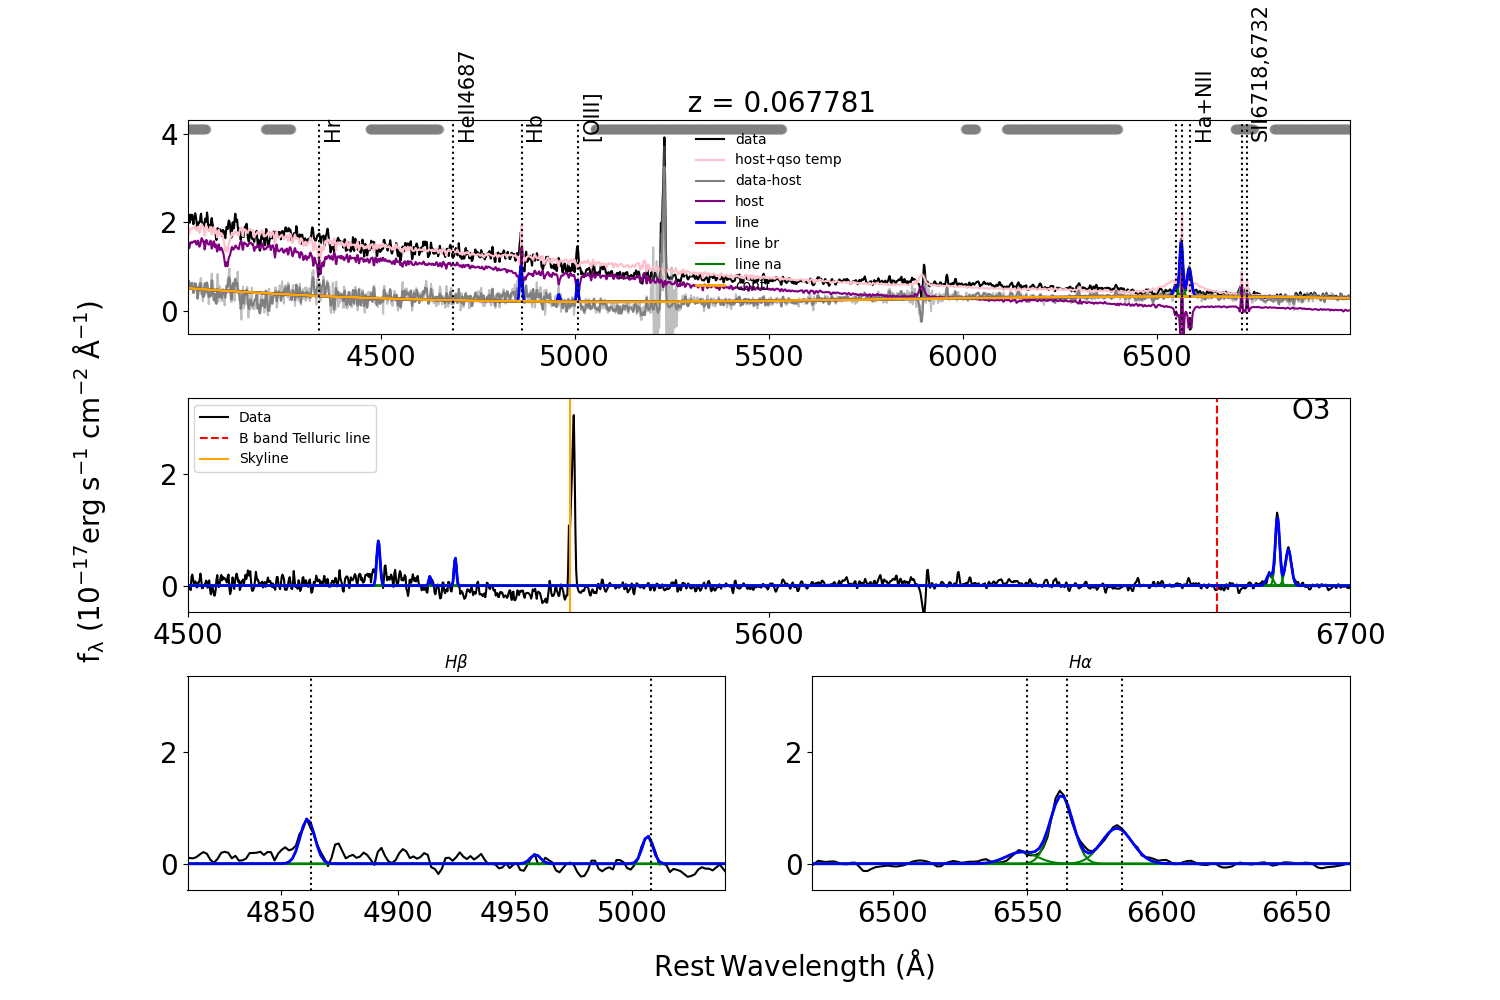 z = 0.067781
Hr
HeII4687
Hb
[OIII]
Ha+NII
SII6718,6732
data
host+qso temp
data-host
host
line
line br
line na
conti
4
2
0
4500
5000
5500
6000
6500
Data
B band Telluric line
Skyline
O3
2
0
4500
5600
6700
Hβ
2
0
4850
4900
4950
5000
Hα
2
0
6500
6550
6600
6650
f_λ (10⁻¹⁷erg s⁻¹ cm⁻² Å⁻¹)
Rest Wavelength (Å)